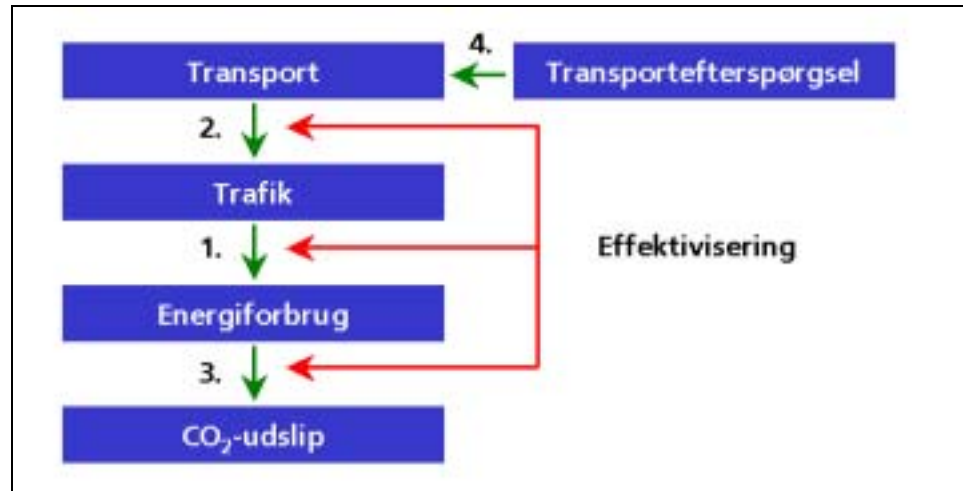 4.
Transport
Transportefterspørgsel
2.
Trafik
1.
Effektivisering
Energiforbrug
3.
CO₂-udslip